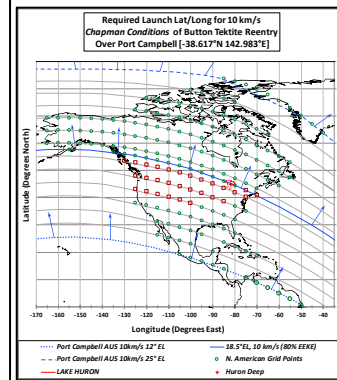 Required Launch Lat/Long for 10 km/s
Chapman Conditions of Button Tektite Reentry
Over Port Campbell [-38.617°N 142.983°E]
Latitude (Degrees North)
-170 -160 -150 -140 -130 -120 -110 -100 -90 -80 -70 -60 -50 -40
Longitude (Degrees East)
Port Campbell AUS 10km/s 12° EL
18.5°EL, 10 km/s (80% EEKE)
Port Campbell AUS 10km/s 25° EL
N. American Grid Points
LAKE HURON
Huron Deep